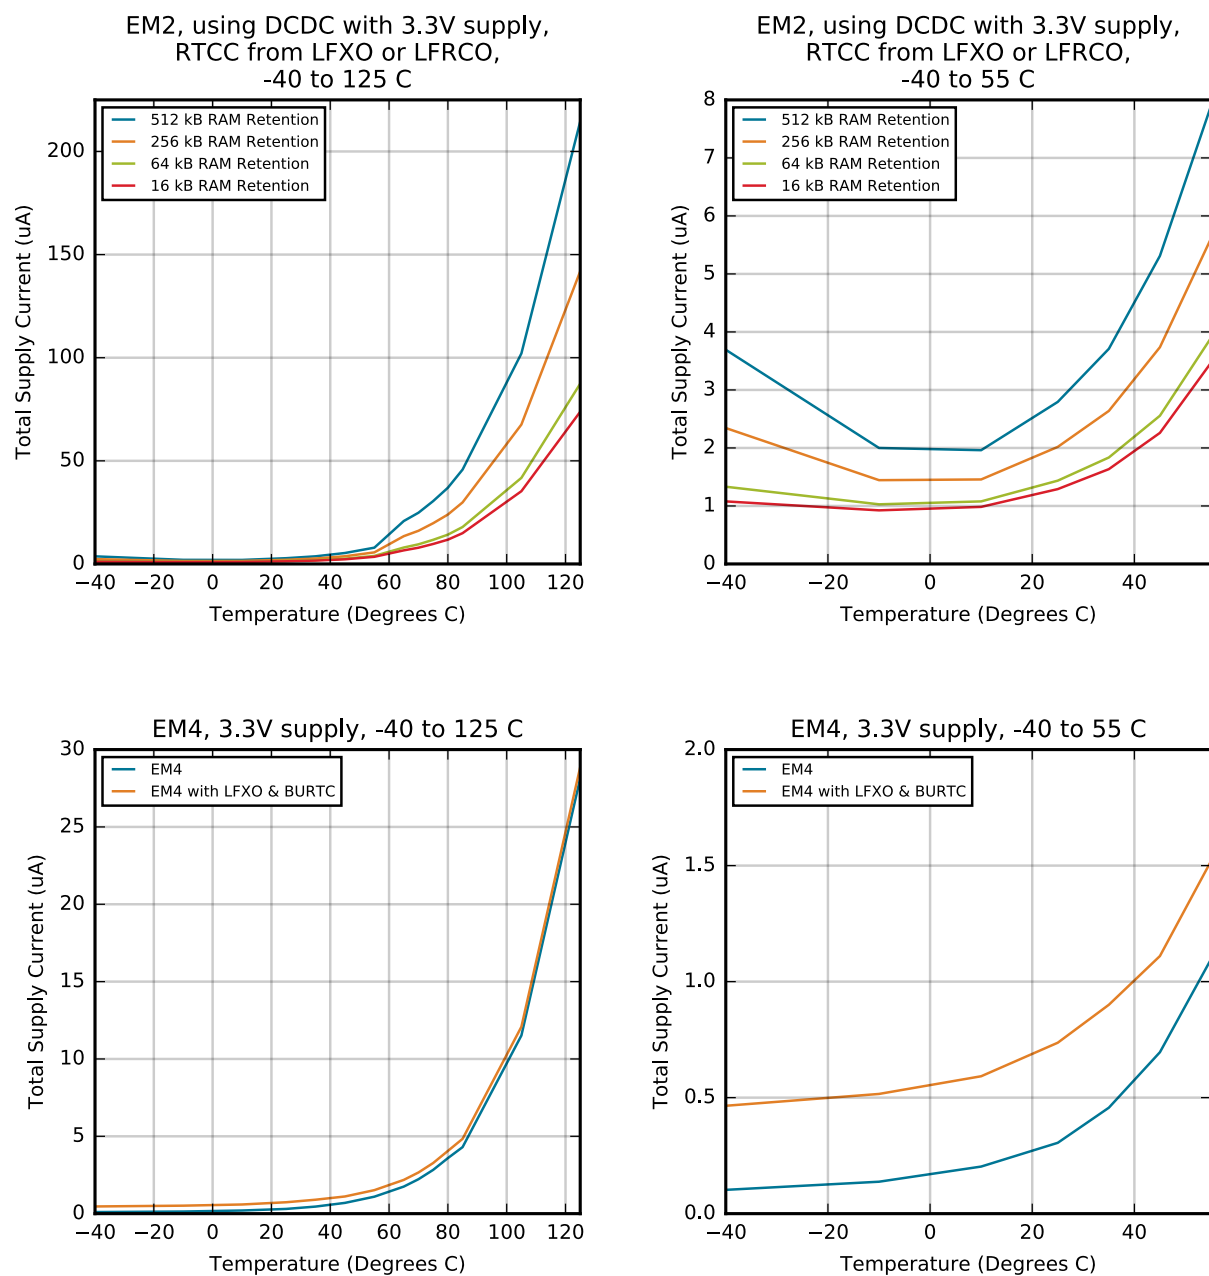 EM2, using DCDC with 3.3V supply,
RTCC from LFXO or LFRCO,
-40 to 125 C
512 kB RAM Retention
256 kB RAM Retention
64 kB RAM Retention
16 kB RAM Retention
Total Supply Current (uA)
200
150
100
50
0
−40 −20 0 20 40 60 80 100 120
Temperature (Degrees C)
EM2, using DCDC with 3.3V supply,
RTCC from LFXO or LFRCO,
-40 to 55 C
512 kB RAM Retention
256 kB RAM Retention
64 kB RAM Retention
16 kB RAM Retention
Total Supply Current (uA)
8
7
6
5
4
3
2
1
0
−40 −20 0 20 40
Temperature (Degrees C)
EM4, 3.3V supply, -40 to 125 C
EM4
EM4 with LFXO & BURTC
Total Supply Current (uA)
30
25
20
15
10
5
0
−40 −20 0 20 40 60 80 100 120
Temperature (Degrees C)
EM4, 3.3V supply, -40 to 55 C
EM4
EM4 with LFXO & BURTC
Total Supply Current (uA)
2.0
1.5
1.0
0.5
0.0
−40 −20 0 20 40
Temperature (Degrees C)